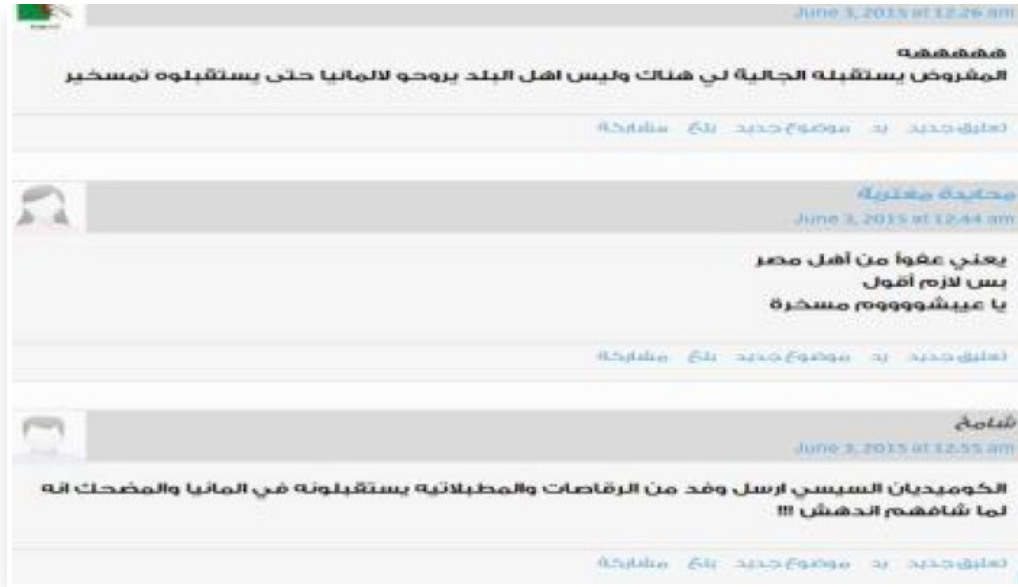 June 3, 2015 at 12:26 am
هههههه
المفروض يستقبله الجالية لي هناك وليس اهل البلد يروحو لالمانيا حتى يستقبلوه تمسخير
تعليق جديد رد موضوع جديد بلغ مشاركة
محايدة مغتربة
June 3, 2015 at 12:44 am
يعني عفواً من أهل مصر
بس لازم أقول
يا عيبشوووووم مسخرة
تعليق جديد رد موضوع جديد بلغ مشاركة
شامخ
June 3, 2015 at 12:55 am
الكوميديان السيسي ارسل وفد من الرقاصات والمطبلاتيه يستقبلونه في المانيا والمضحك انه
لما شافهم اندهش !!!
تعليق جديد رد موضوع جديد بلغ مشاركة